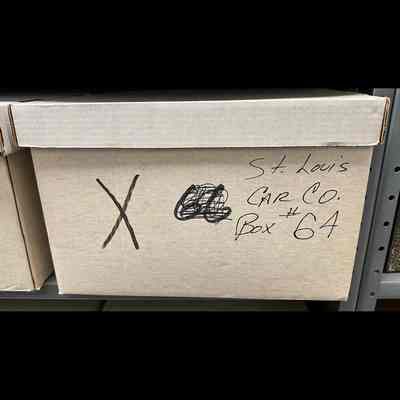 X
St. Louis
Car Co.
Box # 64